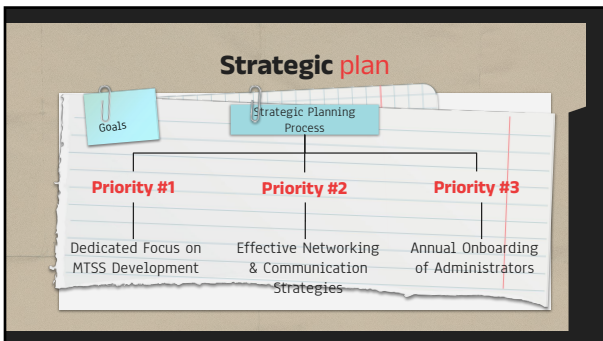 Strategic plan
Goals
Strategic Planning
Process
Priority #1
Priority #2
Priority #3
Dedicated Focus on
MTSS Development
Effective Networking
& Communication
Strategies
Annual Onboarding
of Administrators